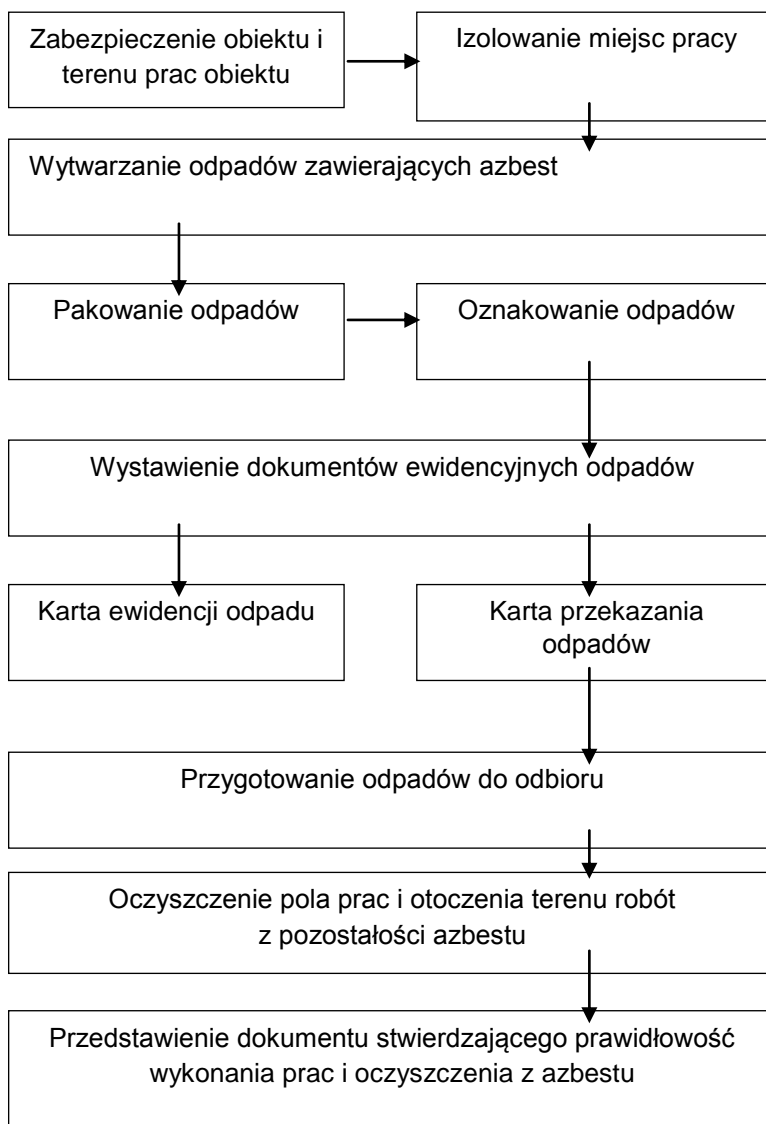 Zabezpieczenie obiektu i
terenu prac obiektu
Izolowanie miejsc pracy
Wytwarzanie odpadów zawierających azbest
Pakowanie odpadów
Oznakowanie odpadów
Wystawienie dokumentów ewidencyjnych odpadów
Karta ewidencji odpadu
Karta przekazania
odpadów
Przygotowanie odpadów do odbioru
Oczyszczenie pola prac i otoczenia terenu robót
z pozostałości azbestu
Przedstawienie dokumentu stwierdzającego prawidłowość
wykonania prac i oczyszczenia z azbestu